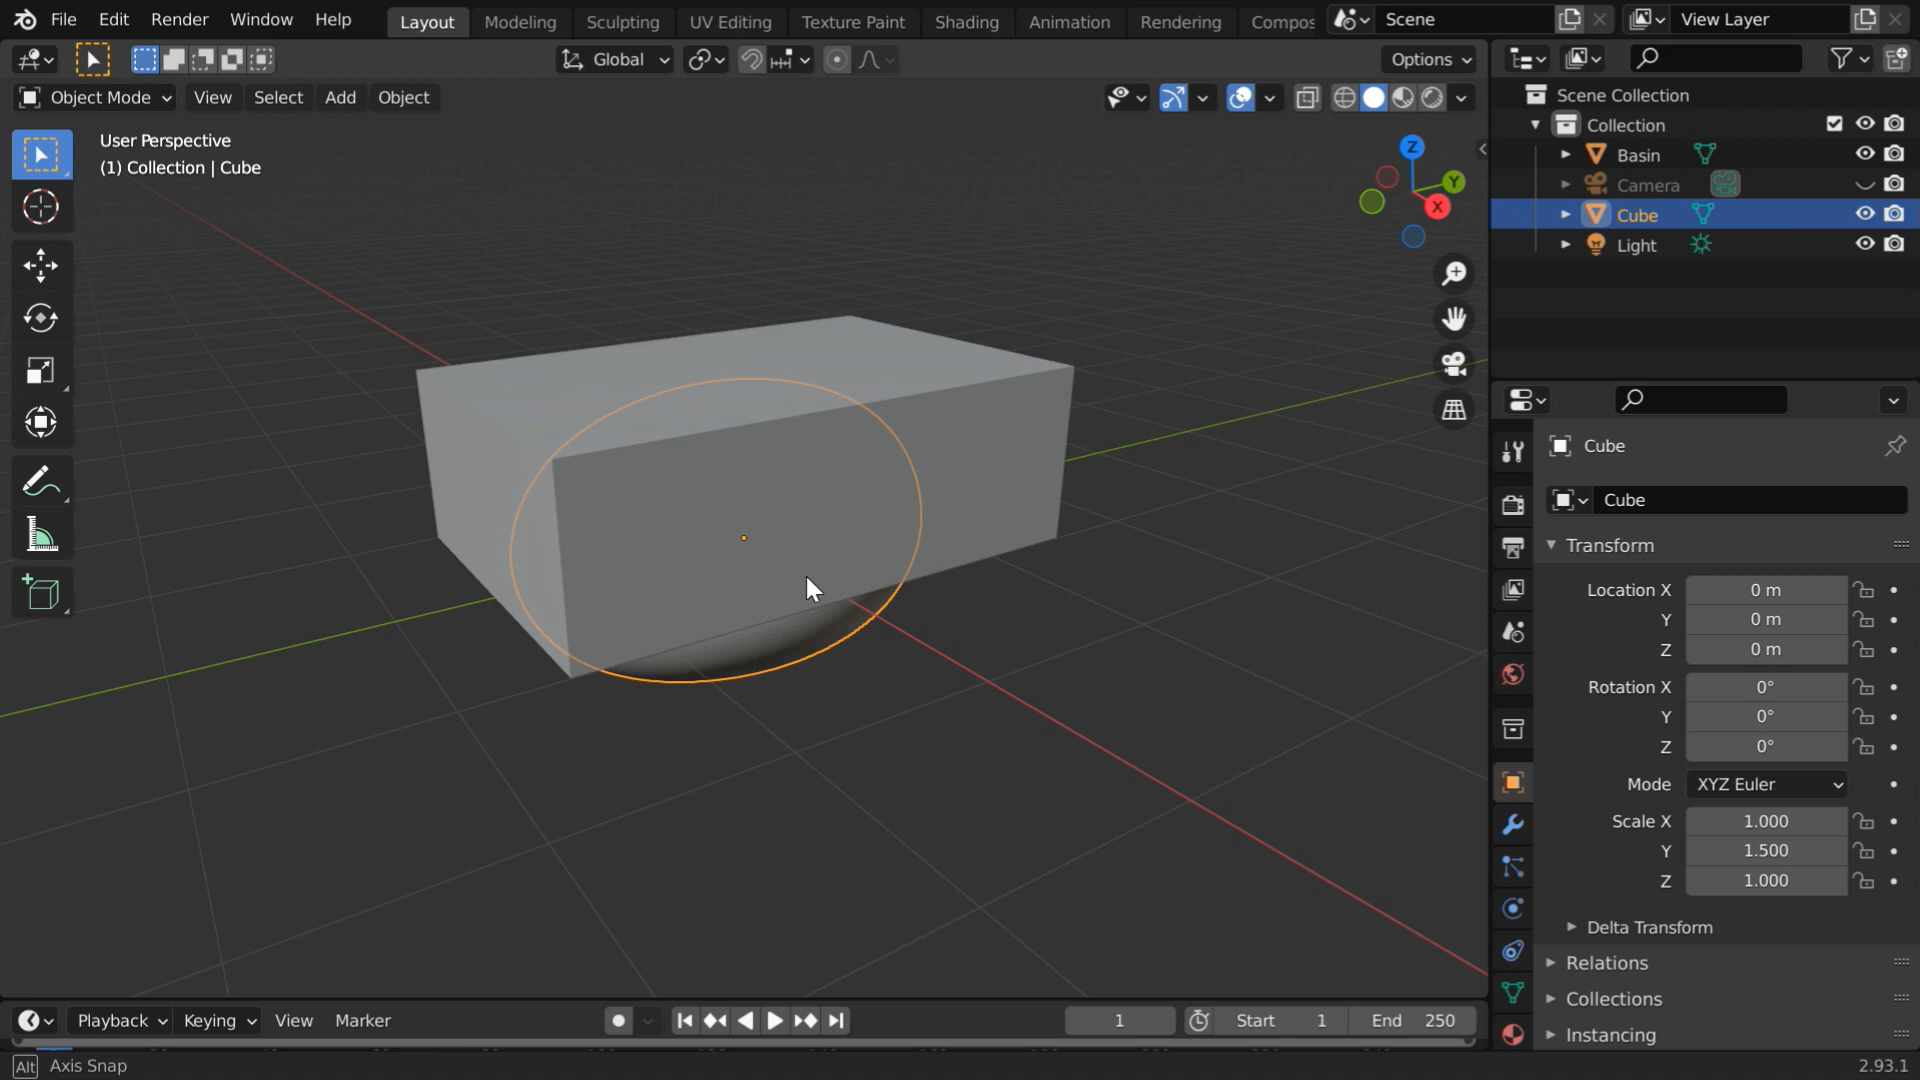 File Edit Render Window Help Layout Modeling Sculpting UV Editing Texture Paint Shading Animation Rendering Compos Scene View Layer
Global Options
Object Mode View Select Add Object
User Perspective
(1) Collection | Cube
Z
Y
X
Scene Collection
Collection
Basin
Camera
Cube
Light
Cube
Cube
Transform
Location X 0 m
Y 0 m
Z 0 m
Rotation X 0°
Y 0°
Z 0°
Mode XYZ Euler
Scale X 1.000
Y 1.500
Z 1.000
Delta Transform
Relations
Collections
Instancing
Playback Keying View Marker 1 Start 1 End 250
Alt Axis Snap 2.93.1